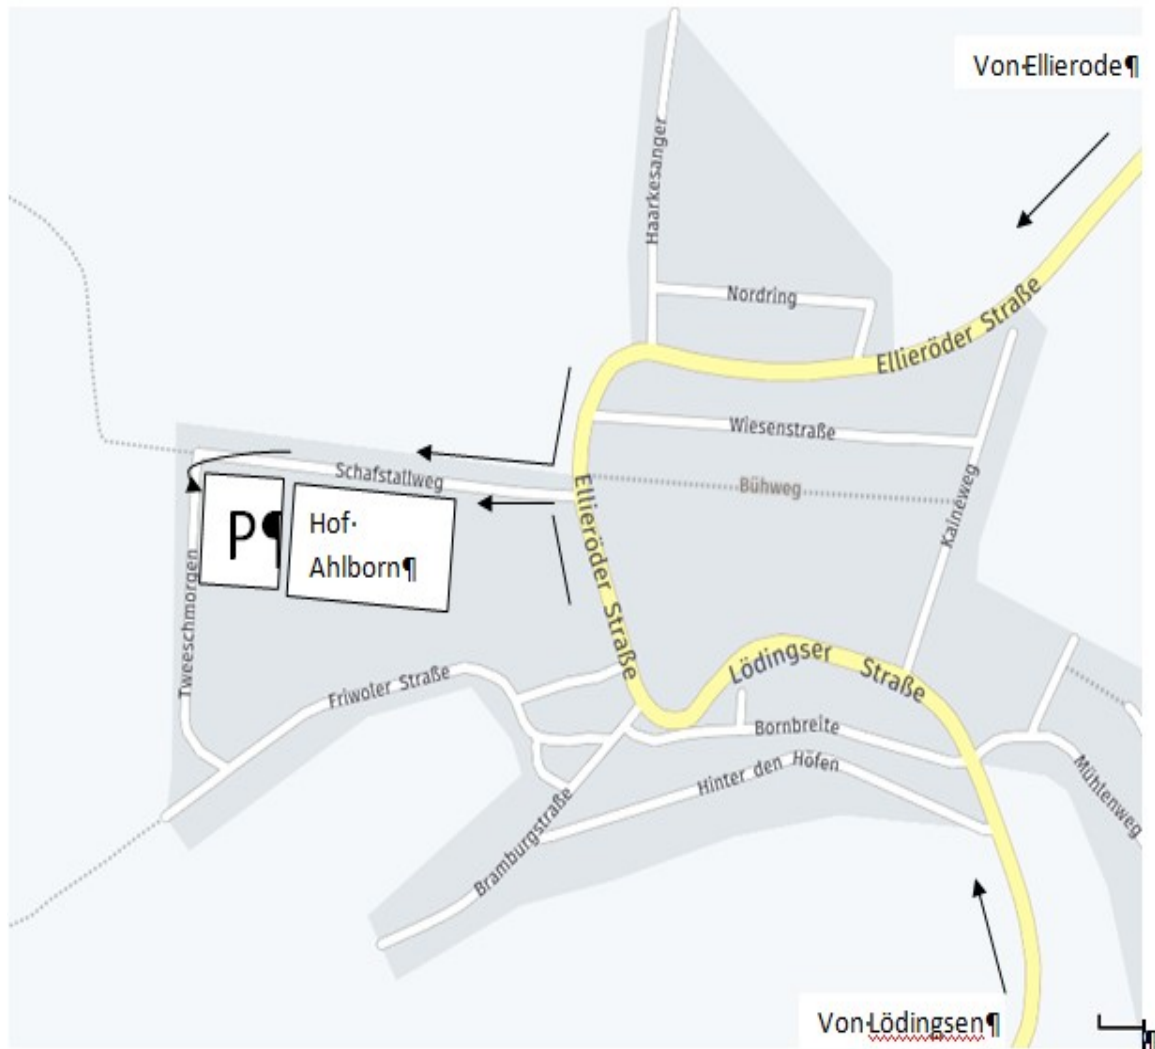 Von·Ellierode¶
Haarkesanger
Nordring
Ellieröder Straße
Wiesenstraße
Schafstallweg
Bühweg
Kaineweg
P¶
Hof·
Ahlborn¶
Ellieröder Straße
Tweeschmorgen
Friwoler Straße
Lödingser Straße
Bornbreite
Hinter den Höfen
Mühlenweg
Bramburgstraße
Von·Lödingsen¶
¶